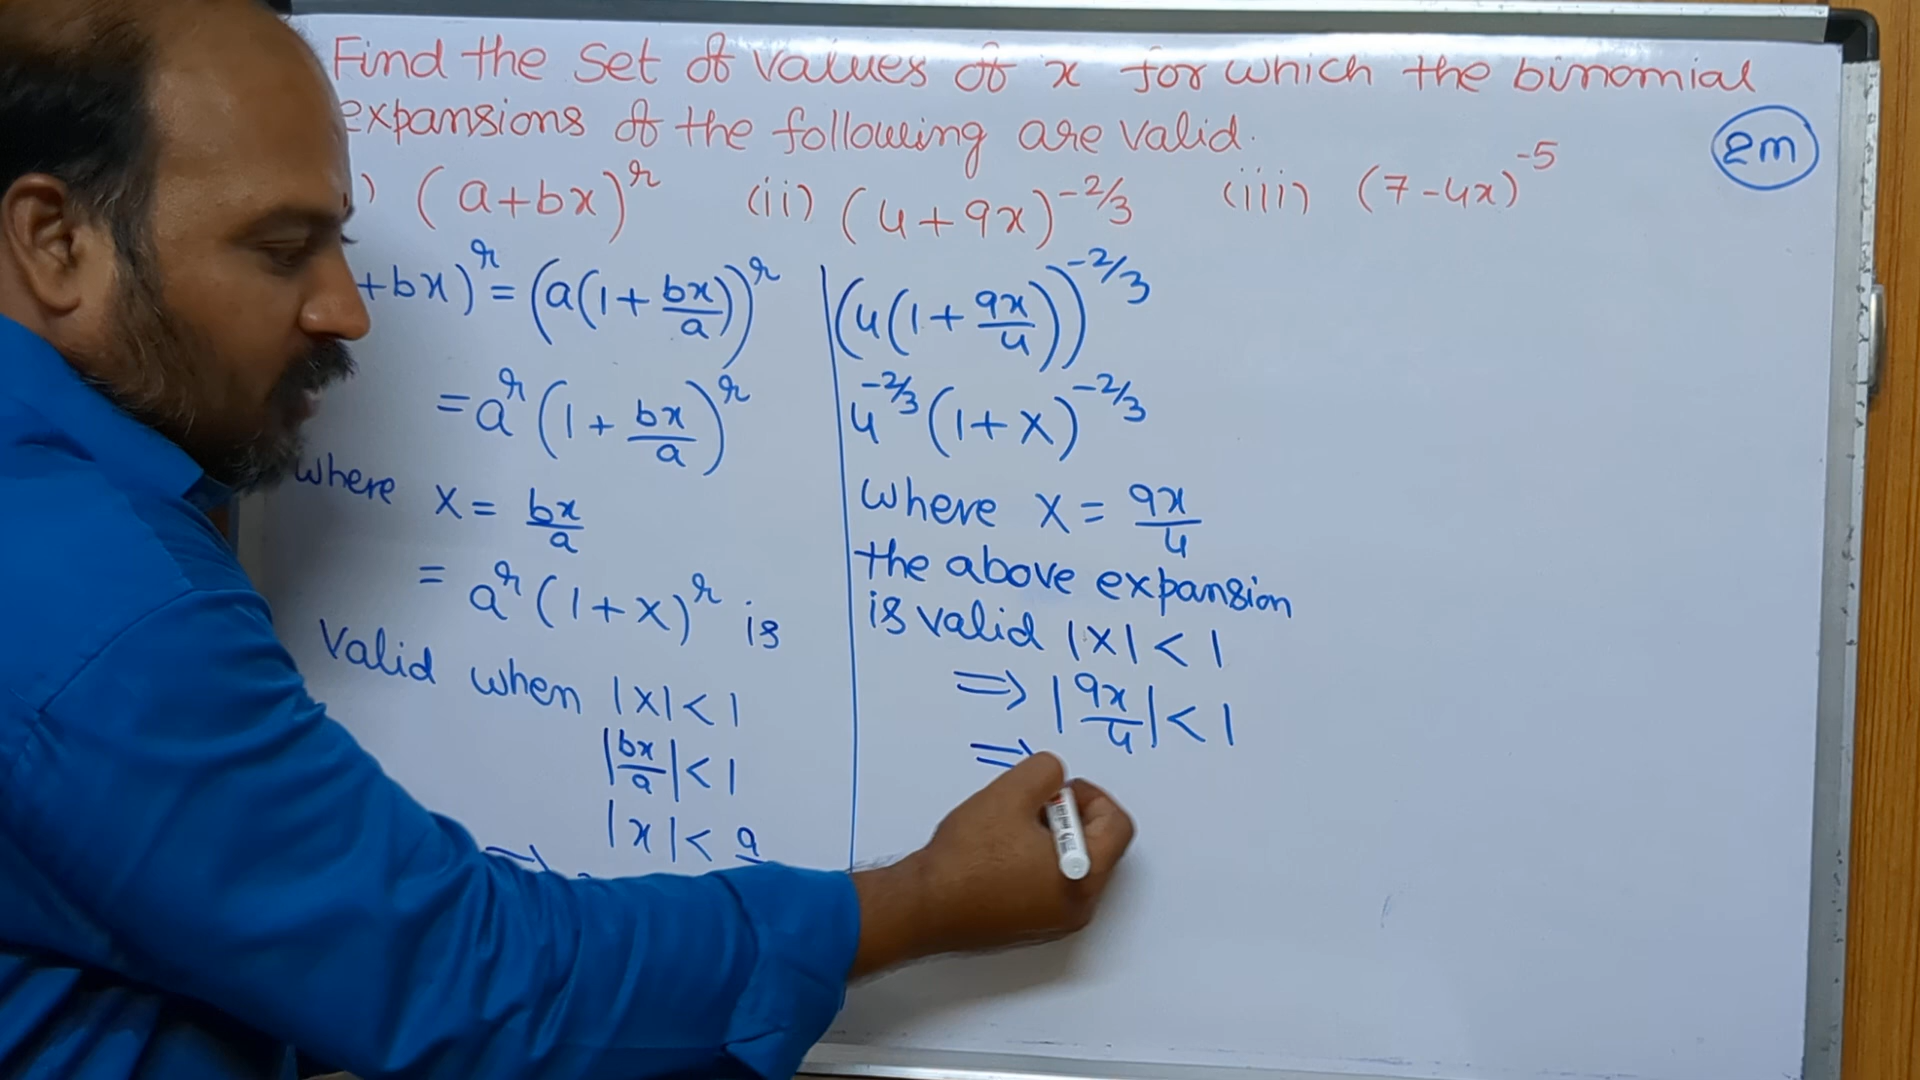 Find the set of values of x for which the binomial
expansions of the following are valid.
2m
) (a+bx)^r (ii) (4+9x)^-2/3 (iii) (7-4x)^-5
+bx)^r = (a(1+bx/a))^r
= a^r (1+bx/a)^r
where X = bx/a
= a^r (1+X)^r is
Valid when |X| < 1
|bx/a| < 1
|x| < a
⇒
(4(1+9x/4))^-2/3
4^-2/3 (1+X)^-2/3
where X = 9x/4
the above expansion
is valid |X| < 1
⇒ |9x/4| < 1
⇒